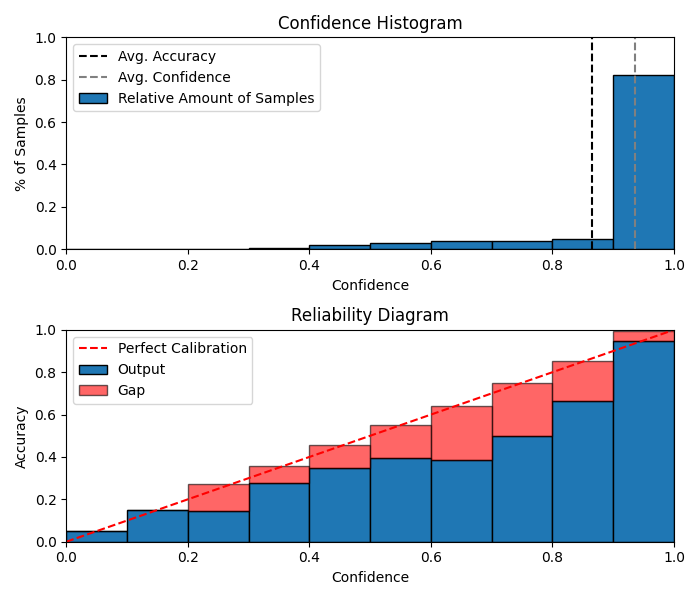 Confidence Histogram
1.0
0.8
0.6
0.4
0.2
0.0
% of Samples
Avg. Accuracy
Avg. Confidence
Relative Amount of Samples
0.0 0.2 0.4 0.6 0.8 1.0
Confidence
Reliability Diagram
1.0
0.8
0.6
0.4
0.2
0.0
Accuracy
Perfect Calibration
Output
Gap
0.0 0.2 0.4 0.6 0.8 1.0
Confidence